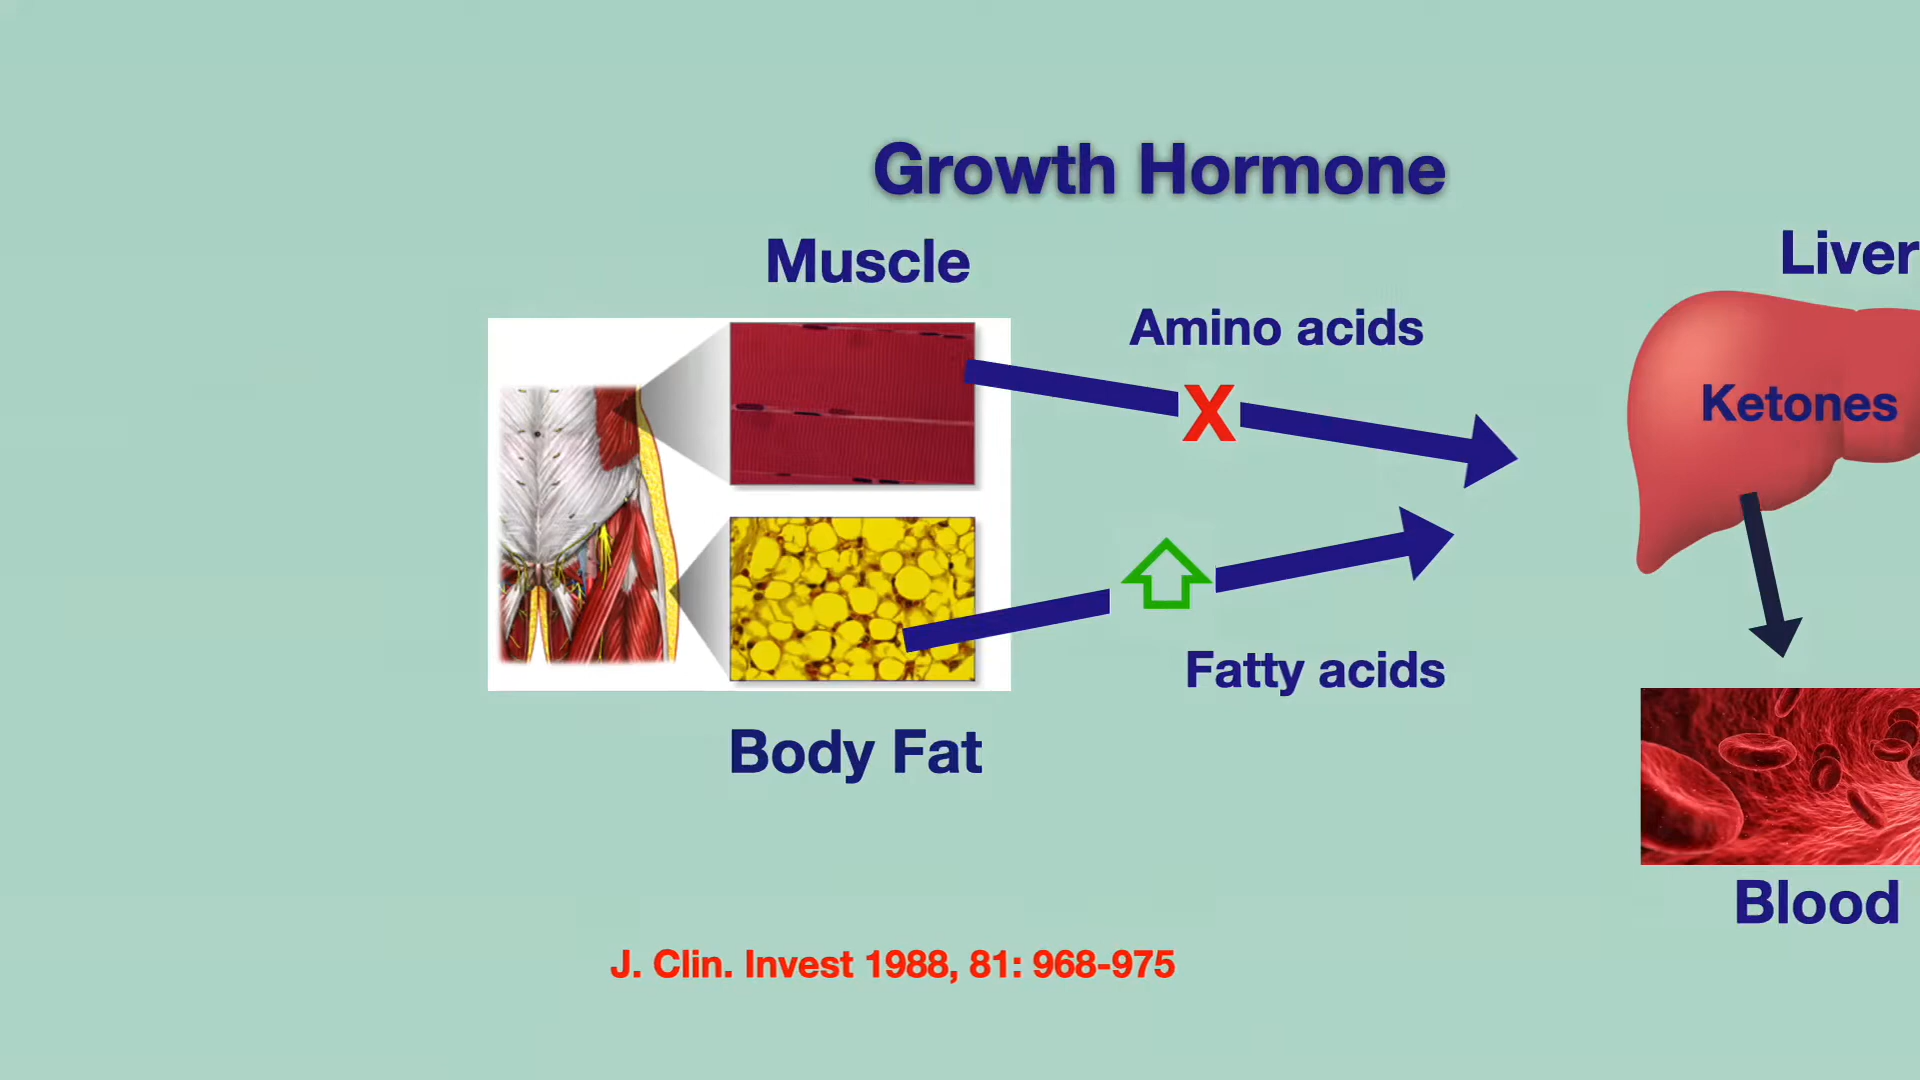 Growth Hormone
Muscle
Liver
Amino acids
X
Ketones
Fatty acids
Body Fat
Blood
J. Clin. Invest 1988, 81: 968-975